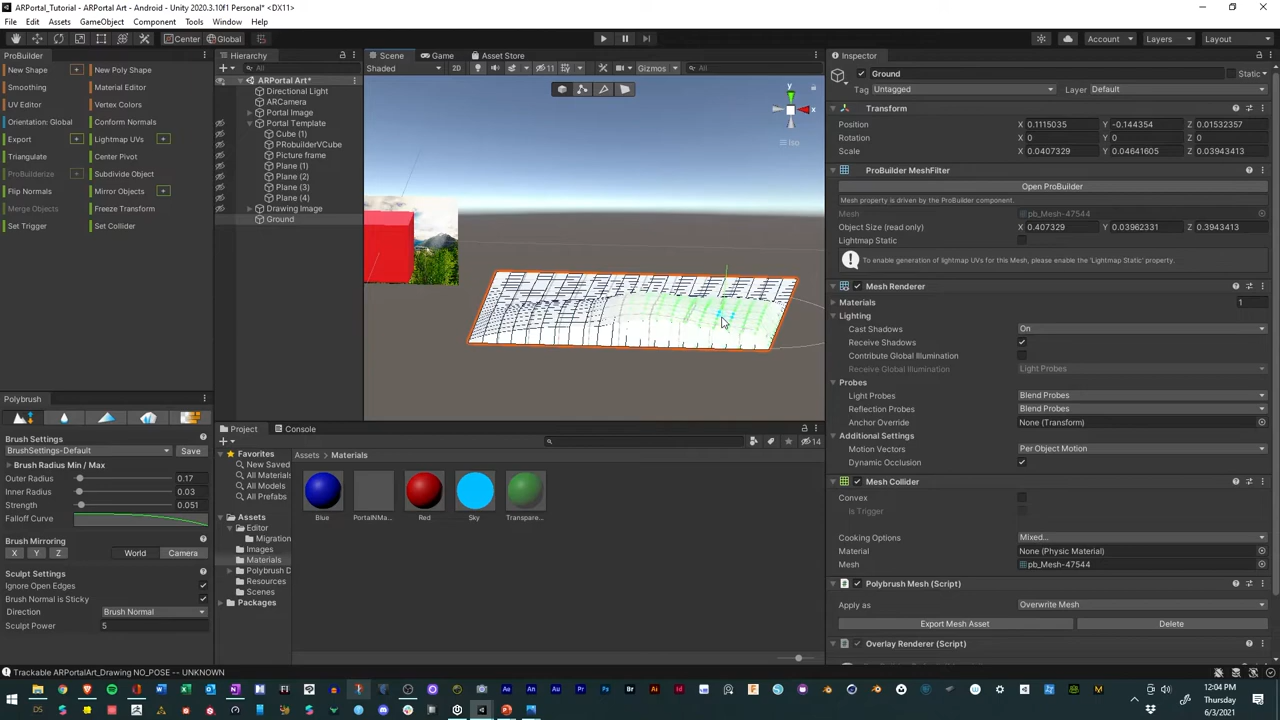 ARPortal_Tutorial - ARPortal Art - Android - Unity 2020.3.10f1 Personal* <DX11>
File Edit Assets GameObject Component Tools Window Help
Center Global Account Layers Layout
ProBuilder
New Shape New Poly Shape
Smoothing Material Editor
UV Editor Vertex Colors
Orientation: Global Conform Normals
Export Lightmap UVs
Triangulate Center Pivot
ProBuilderize Subdivide Object
Flip Normals Mirror Objects
Merge Objects Freeze Transform
Set Trigger Set Collider
Hierarchy
All
ARPortal Art*
Directional Light
ARCamera
Portal Image
Portal Template
Cube (1)
PRobuilderVCube
Picture frame
Plane (1)
Plane (2)
Plane (3)
Plane (4)
Drawing Image
Ground
Scene Game Asset Store
Shaded 2D 11 Gizmos All
y
x
Iso
Inspector
Ground Static
Tag Untagged Layer Default
Transform
Position X 0.1115035 Y -0.144354 Z 0.01532357
Rotation X 0 Y 0 Z 0
Scale X 0.0407329 Y 0.04641605 Z 0.03943413
ProBuilder MeshFilter
Open ProBuilder
Mesh property is driven by the ProBuilder component.
Mesh pb_Mesh-47544
Object Size (read only) X 0.407329 Y 0.03962331 Z 0.3943413
Lightmap Static
To enable generation of lightmap UVs for this Mesh, please enable the 'Lightmap Static' property.
Mesh Renderer
Materials 1
Lighting
Cast Shadows On
Receive Shadows
Contribute Global Illumination
Receive Global Illumination Light Probes
Probes
Light Probes Blend Probes
Reflection Probes Blend Probes
Anchor Override None (Transform)
Additional Settings
Motion Vectors Per Object Motion
Dynamic Occlusion
Mesh Collider
Convex
Is Trigger
Cooking Options Mixed...
Material None (Physic Material)
Mesh pb_Mesh-47544
Polybrush Mesh (Script)
Apply as Overwrite Mesh
Export Mesh Asset Delete
Overlay Renderer (Script)
Polybrush
Brush Settings
BrushSettings-Default Save
Brush Radius Min / Max
Outer Radius 0.17
Inner Radius 0.03
Strength 0.051
Falloff Curve
Brush Mirroring
X Y Z World Camera
Sculpt Settings
Ignore Open Edges
Brush Normal is Sticky
Direction Brush Normal
Sculpt Power 5
Project Console
14
Favorites
New Saved
All Materials
All Models
All Prefabs
Assets
Editor
Migration
Images
Materials
Polybrush D
Resources
Scenes
Packages
Assets Materials
Blue PortalNMa... Red Sky Transpare...
Trackable ARPortalArt_Drawing NO_POSE -- UNKNOWN
12:04 PM
Thursday
6/3/2021